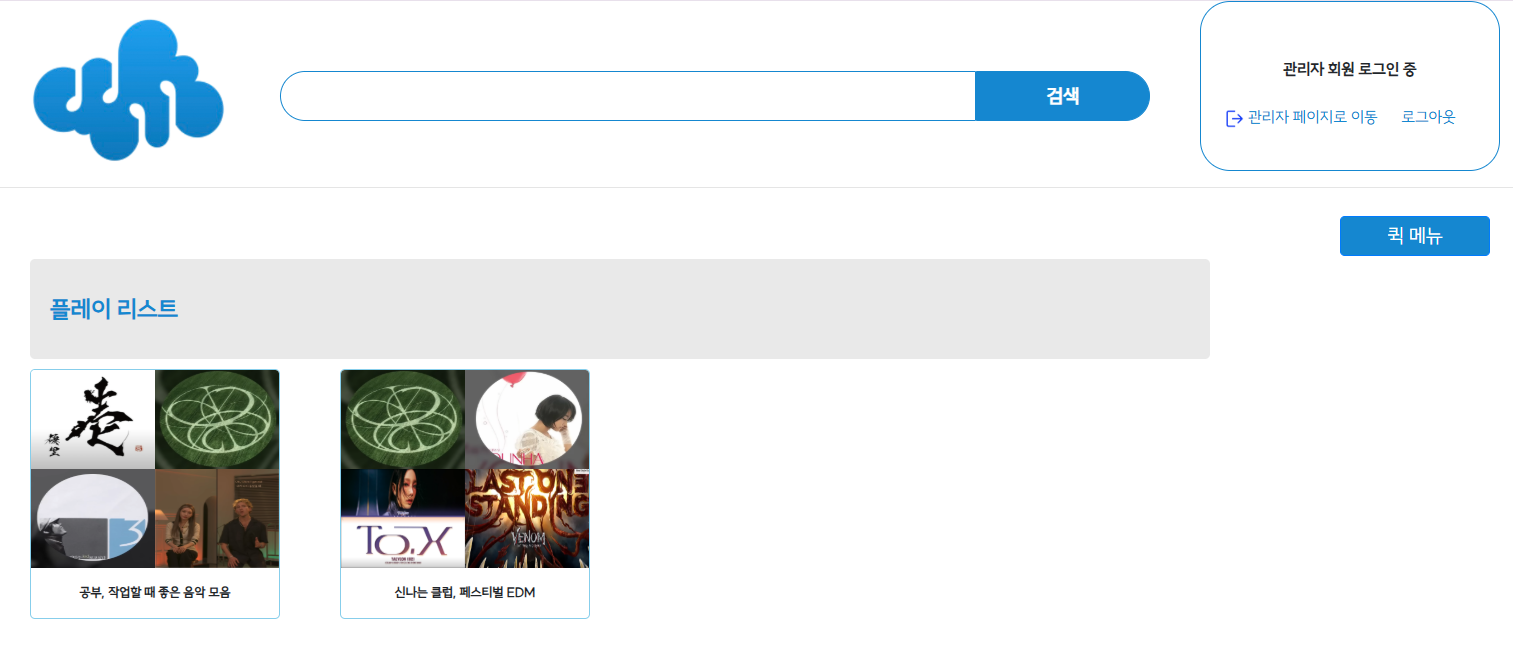 검색
관리자 회원 로그인 중
관리자 페이지로 이동 로그아웃
퀵 메뉴
플레이 리스트
LAST ONE
STANDING
VENOM
To.X
공부, 작업할 때 좋은 음악 모음
신나는 클럽, 페스티벌 EDM